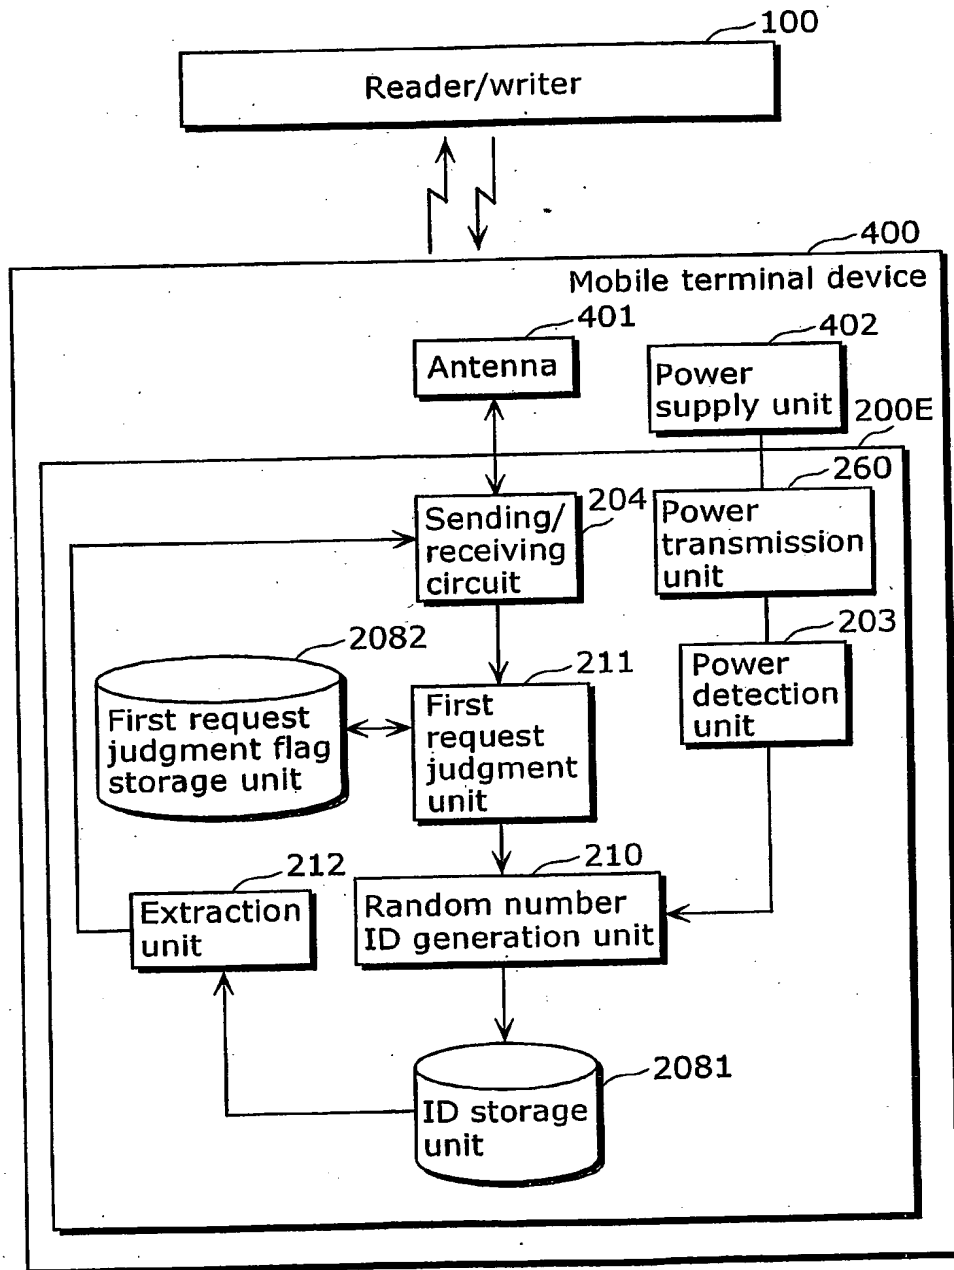 100
Reader/writer
400
Mobile terminal device
401
Antenna
402
Power
supply unit
200E
204
Sending/
receiving
circuit
260
Power
transmission
unit
2082
First request
judgment flag
storage unit
211
First
request
judgment
unit
203
Power
detection
unit
212
Extraction
unit
210
Random number
ID generation unit
2081
ID storage
unit